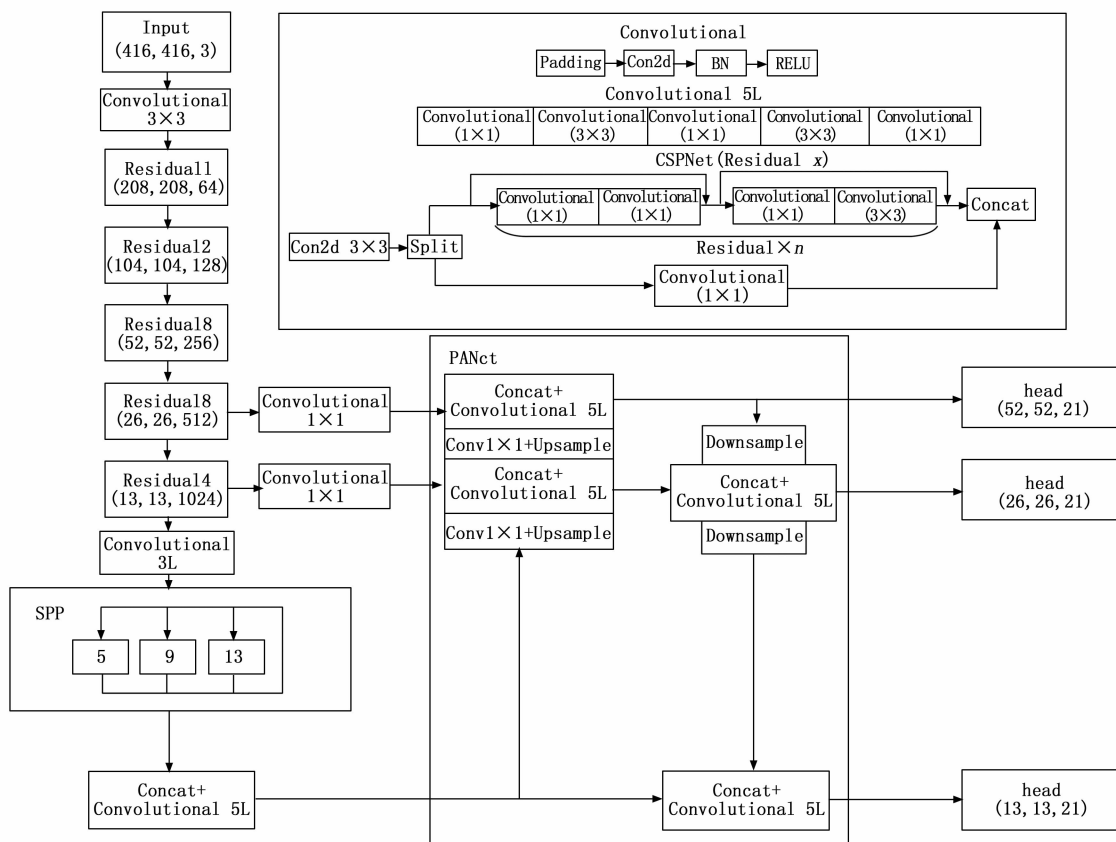 Input
(416, 416, 3)
Convolutional
3×3
Residual1
(208, 208, 64)
Residual2
(104, 104, 128)
Residual8
(52, 52, 256)
Residual8
(26, 26, 512)
Residual4
(13, 13, 1024)
Convolutional
3L
SPP
5
9
13
Concat+
Convolutional 5L
Convolutional
1×1
Convolutional
1×1
Convolutional
Padding
Con2d
BN
RELU
Convolutional 5L
Convolutional
(1×1)
Convolutional
(3×3)
Convolutional
(1×1)
Convolutional
(3×3)
Convolutional
(1×1)
CSPNet(Residual x)
Convolutional
(1×1)
Convolutional
(1×1)
Convolutional
(1×1)
Convolutional
(3×3)
Concat
Con2d 3×3
Split
Residual×n
Convolutional
(1×1)
PANct
Concat+
Convolutional 5L
Conv1×1+Upsample
Concat+
Convolutional 5L
Conv1×1+Upsample
Downsample
Concat+
Convolutional 5L
Downsample
Concat+
Convolutional 5L
head
(52, 52, 21)
head
(26, 26, 21)
head
(13, 13, 21)